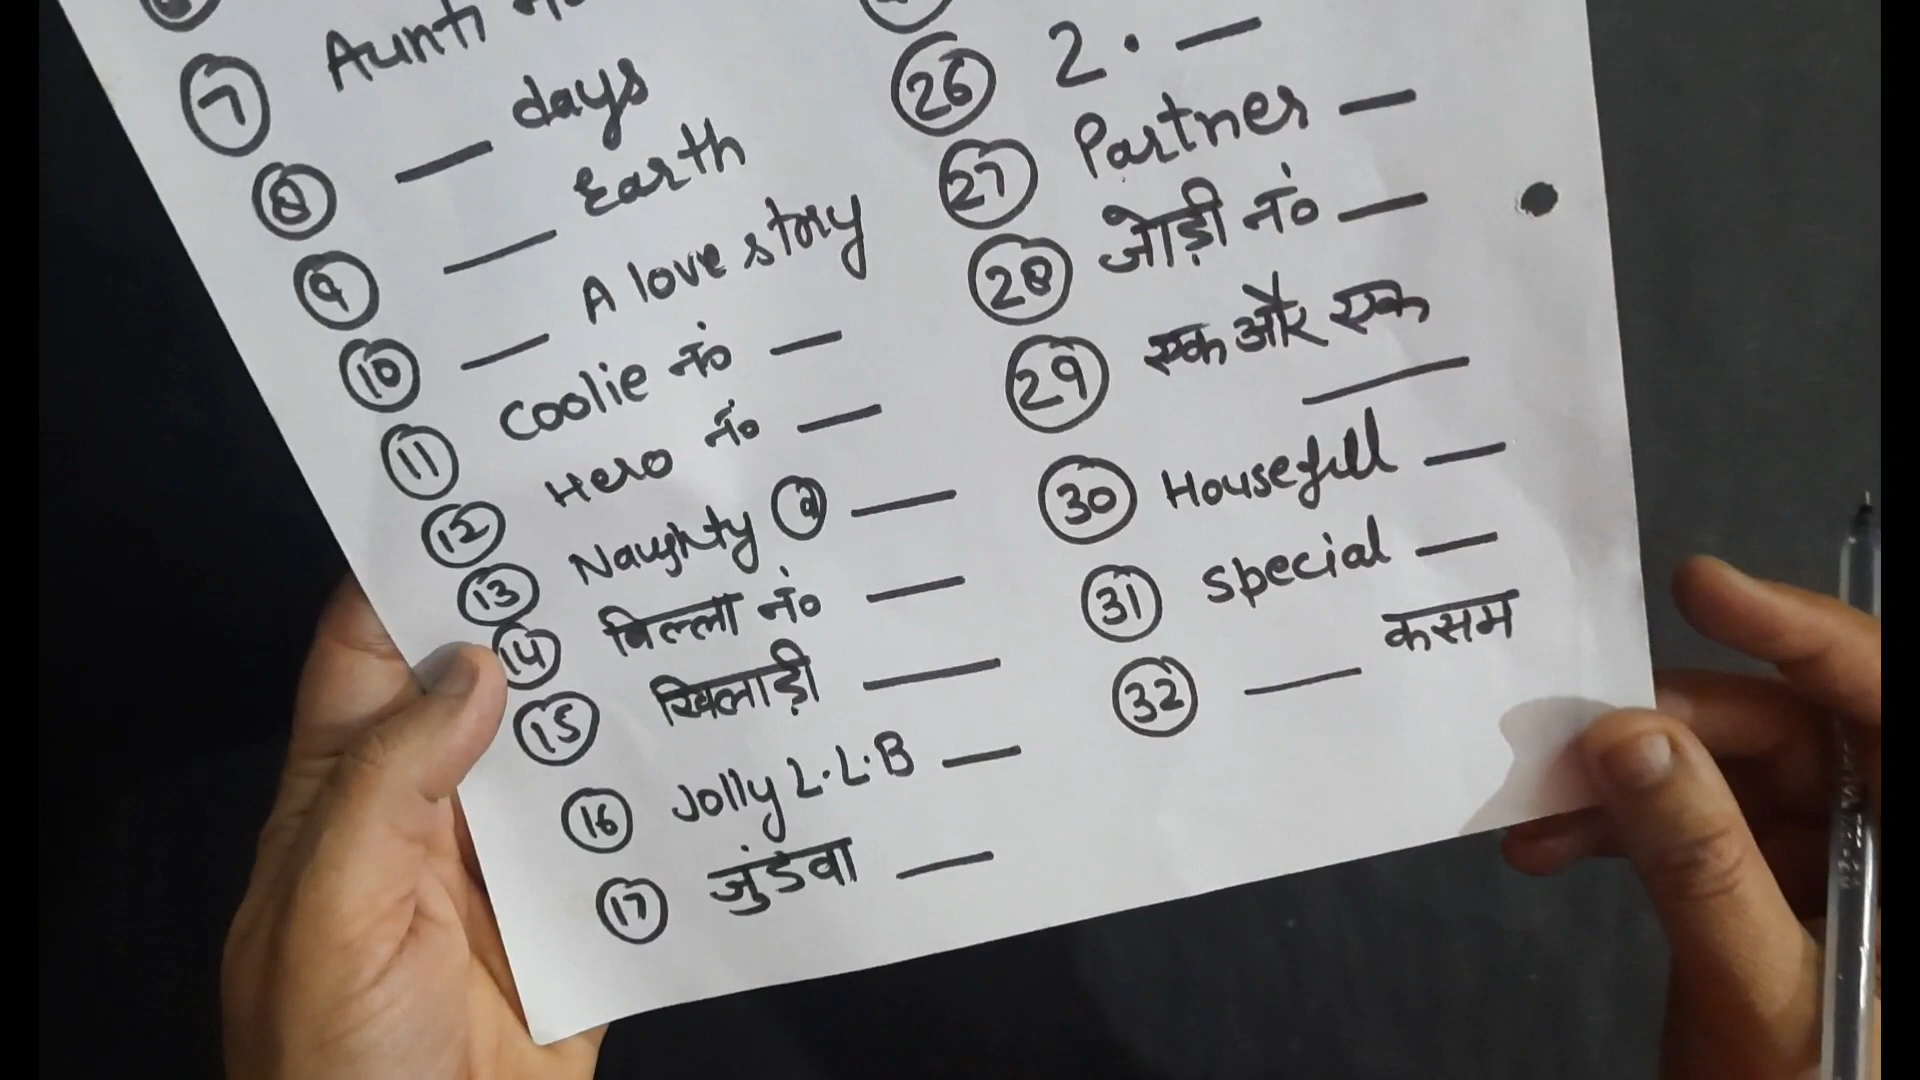 7 Aunti नं०
8 — days
9 — Earth
10 — A love story
11 Coolie नं० —
12 Hero नं० —
13 Naughty @ —
14 बिल्ला नं० —
15 खिलाड़ी —
16 Jolly L.L.B —
17 जुंडवा —
26 2. —
27 Partner —
28 जोड़ी नं० —
29 एक और एक —
30 Housefull —
31 Special —
32 — कसम